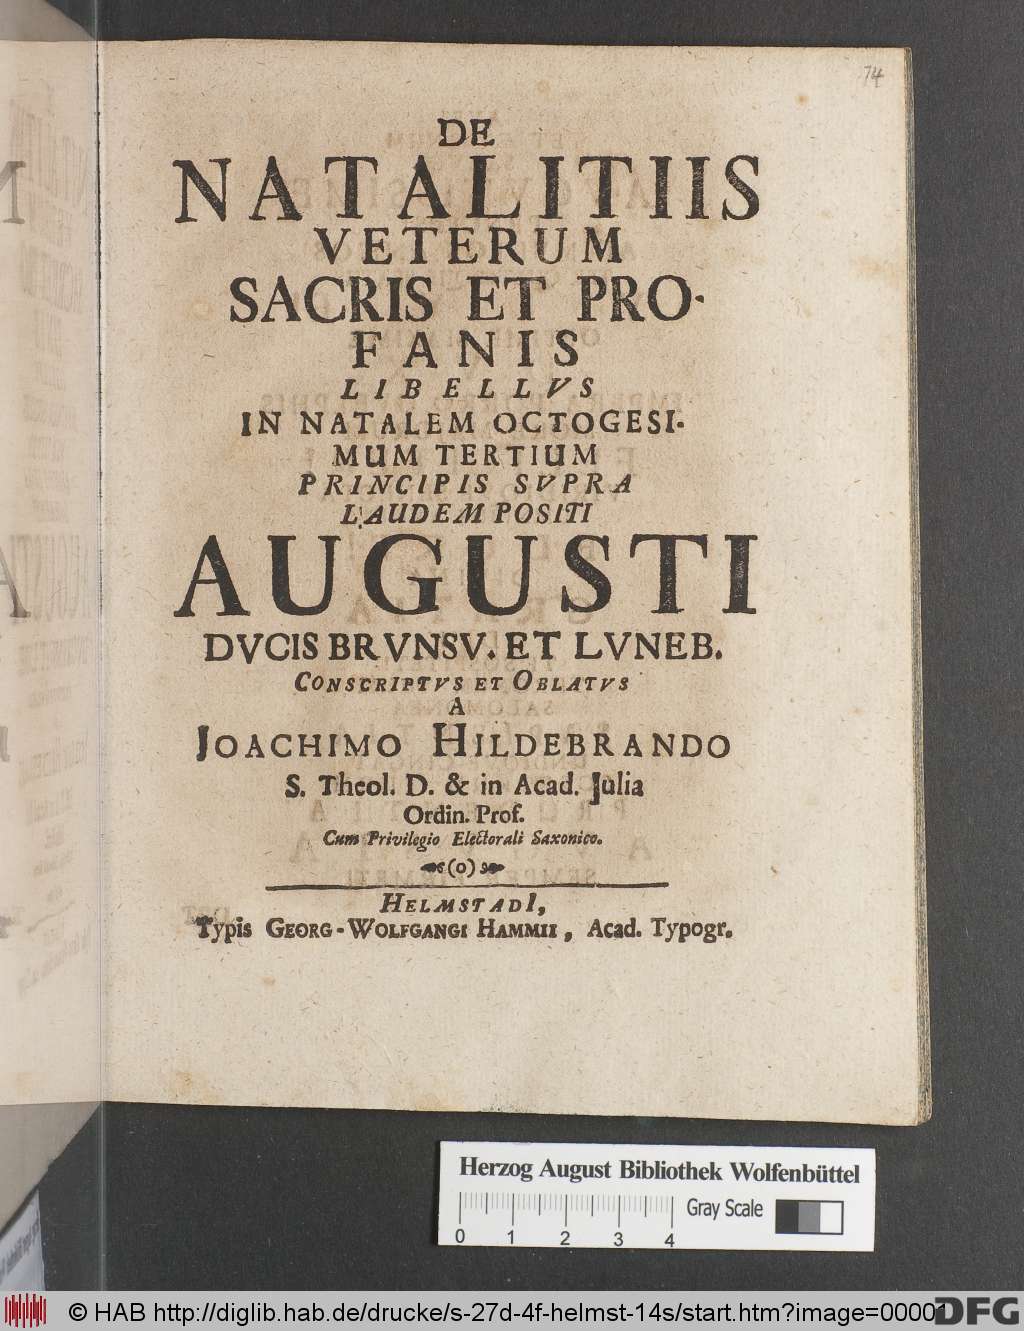 74
DE
NATALITIIS
VETERUM
SACRIS ET PRO-
FANIS
LIBELLVS
IN NATALEM OCTOGESI-
MUM TERTIUM
PRINCIPIS SVPRA
LAUDEM POSITI
AUGUSTI
DVCIS BRVNSV. ET LVNEB.
CONSCRIPTVS ET OBLATVS
A
JOACHIMO HILDEBRANDO
S. Theol. D. & in Acad. Julia
Ordin. Prof.
Cum Privilegio Electorali Saxonico.
(o)
HELMSTADI,
Typis GEORG-WOLFGANGI HAMMII, Acad. Typogr.
Herzog August Bibliothek Wolfenbüttel
Gray Scale
0 1 2 3 4
© HAB http://diglib.hab.de/drucke/s-27d-4f-helmst-14s/start.htm?image=00001
DFG